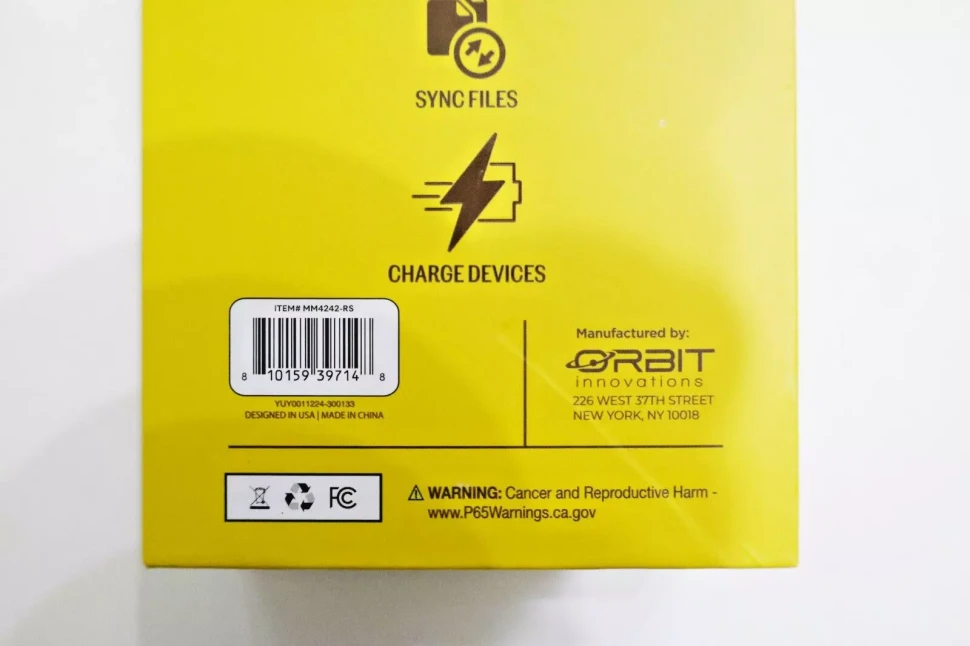 SYNC FILES
CHARGE DEVICES
ITEM# MM4242-RS
8 10159 39714 8
YUY0011224-300133
DESIGNED IN USA | MADE IN CHINA
Manufactured by:
ORBIT
innovations
226 WEST 37TH STREET
NEW YORK, NY 10018
FC
WARNING: Cancer and Reproductive Harm -
www.P65Warnings.ca.gov